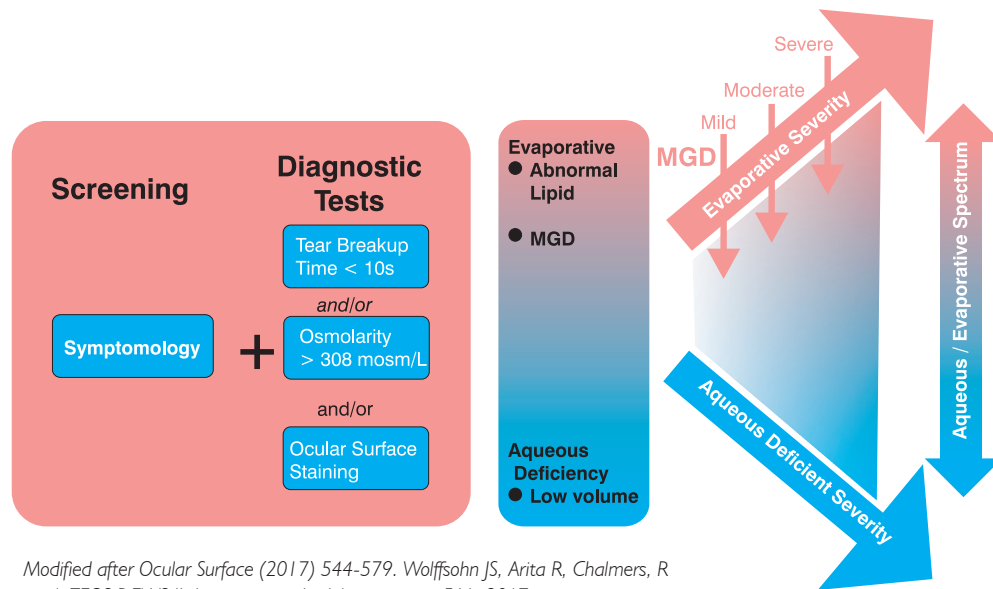 Screening
Diagnostic
Tests
Symptomology
+
Tear Breakup
Time < 10s
and/or
Osmolarity
> 308 mosm/L
and/or
Ocular Surface
Staining
Evaporative
● Abnormal
Lipid
● MGD
Aqueous
Deficiency
● Low volume
MGD
Mild
Moderate
Severe
Evaporative Severity
Aqueous Deficient Severity
Aqueous / Evaporative Spectrum
Modified after Ocular Surface (2017) 544-579. Wolffsohn JS, Arita R, Chalmers, R